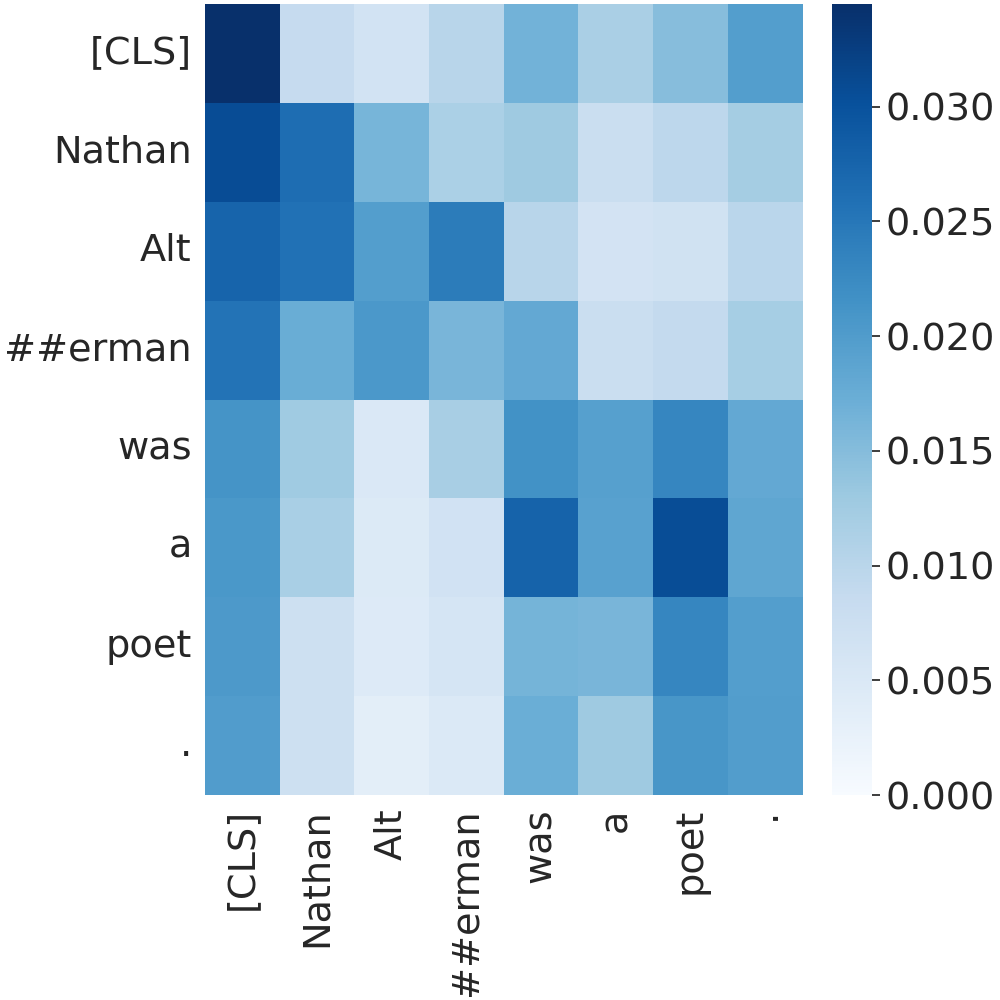 [CLS]
Nathan
Alt
##erman
was
a
poet
.
[CLS]
Nathan
Alt
##erman
was
a
poet
.
0.030
0.025
0.020
0.015
0.010
0.005
0.000